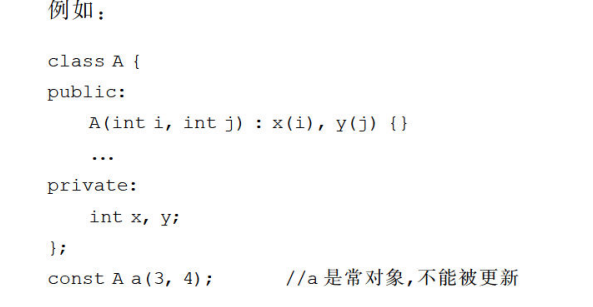 例如：
class A {
public:
A(int i, int j) : x(i), y(j) {}
...
private:
int x, y;
};
const A a(3, 4); //a 是常对象,不能被更新